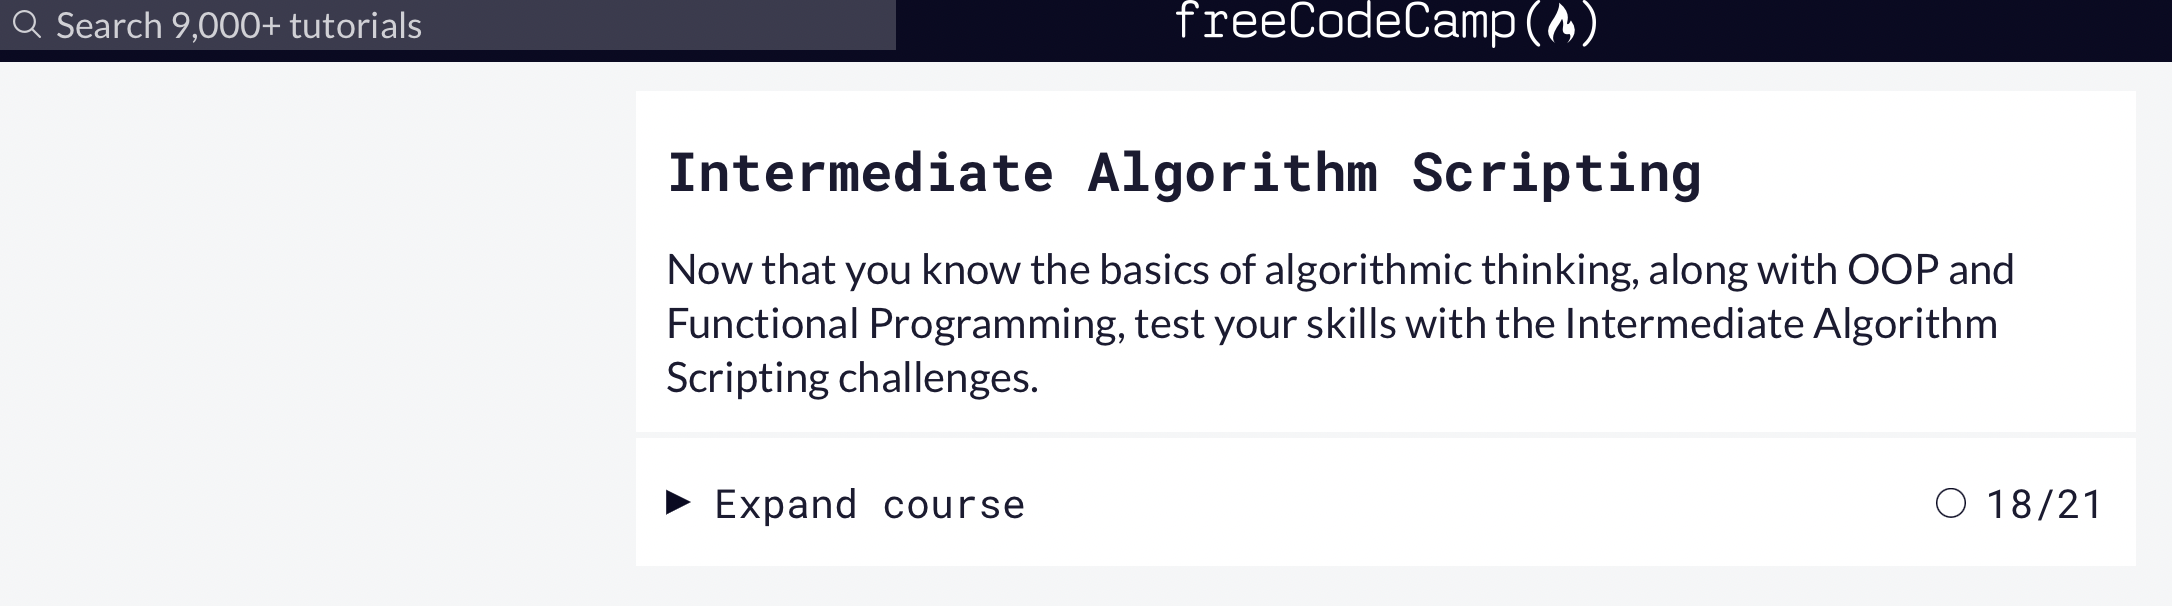 Search 9,000+ tutorials
freeCodeCamp()
Intermediate Algorithm Scripting
Now that you know the basics of algorithmic thinking, along with OOP and
Functional Programming, test your skills with the Intermediate Algorithm
Scripting challenges.
Expand course
18/21